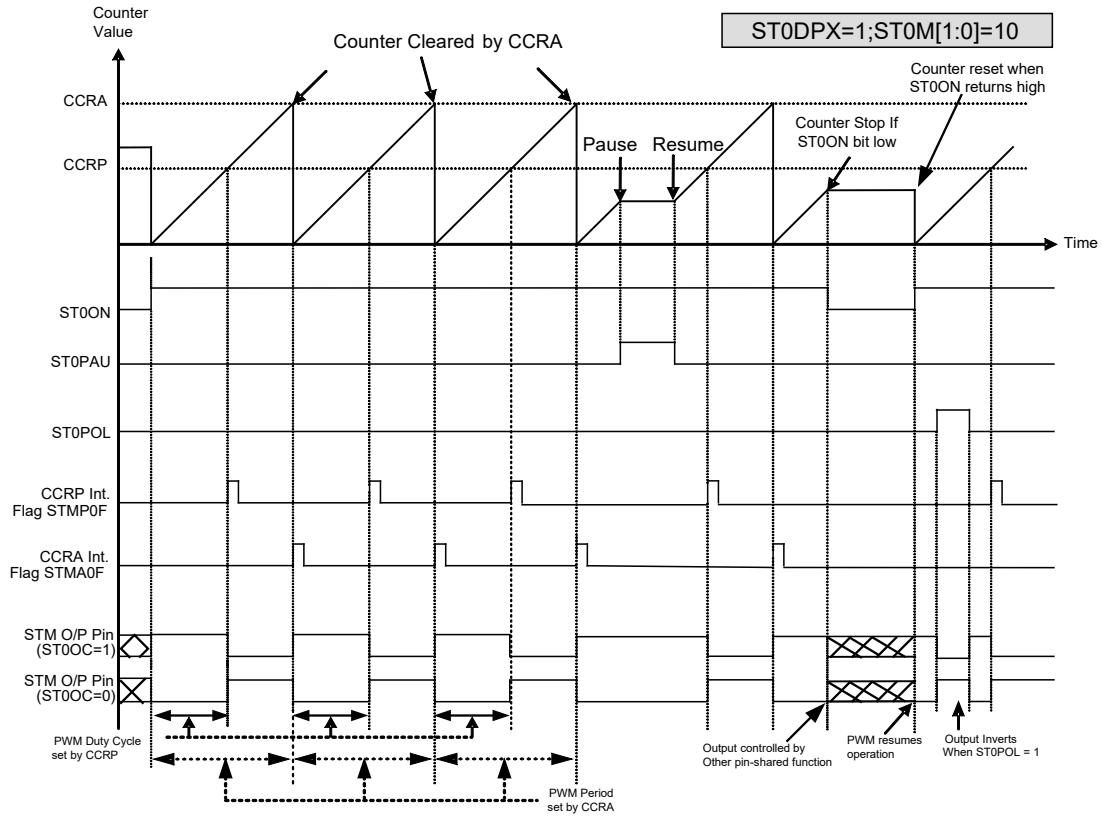 Counter
Value
ST0DPX=1;ST0M[1:0]=10
Counter Cleared by CCRA
Counter reset when
ST0ON returns high
CCRA
Counter Stop If
ST0ON bit low
Pause
Resume
CCRP
Time
ST0ON
ST0PAU
ST0POL
CCRP Int.
Flag STMP0F
CCRA Int.
Flag STMA0F
STM O/P Pin
(ST0OC=1)
STM O/P Pin
(ST0OC=0)
PWM Duty Cycle
set by CCRP
Output controlled by
Other pin-shared function
PWM resumes
operation
Output Inverts
When ST0POL = 1
PWM Period
set by CCRA